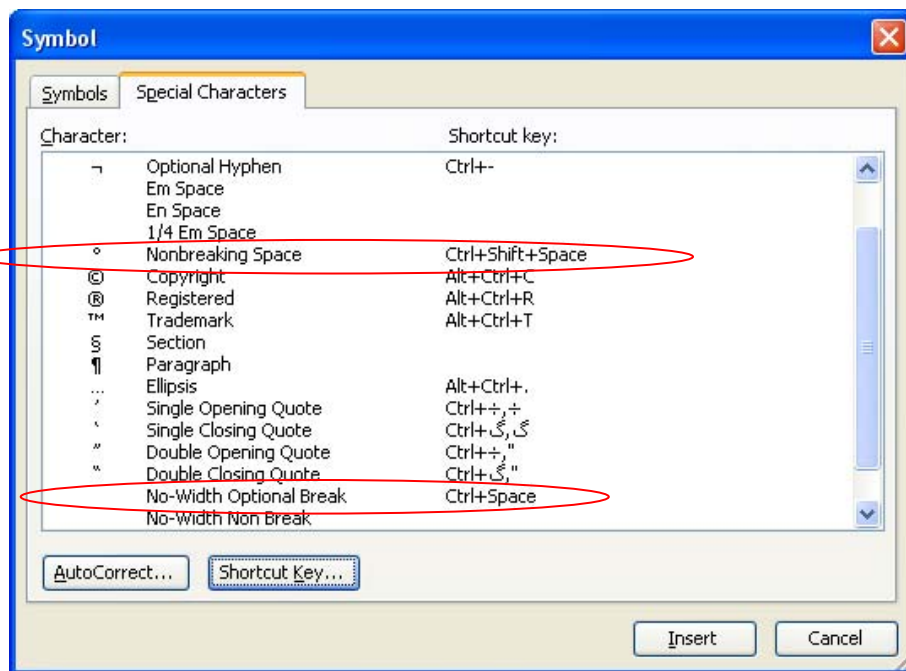 Symbol
Symbols Special Characters
Character: Shortcut key:
¬ Optional Hyphen Ctrl+-
Em Space
En Space
1/4 Em Space
° Nonbreaking Space Ctrl+Shift+Space
© Copyright Alt+Ctrl+C
® Registered Alt+Ctrl+R
™ Trademark Alt+Ctrl+T
§ Section
¶ Paragraph
... Ellipsis Alt+Ctrl+.
’ Single Opening Quote Ctrl+÷,÷
‘ Single Closing Quote Ctrl+گ,گ
” Double Opening Quote Ctrl+÷,"
“ Double Closing Quote Ctrl+گ,"
No-Width Optional Break Ctrl+Space
No-Width Non Break
AutoCorrect... Shortcut Key...
Insert Cancel